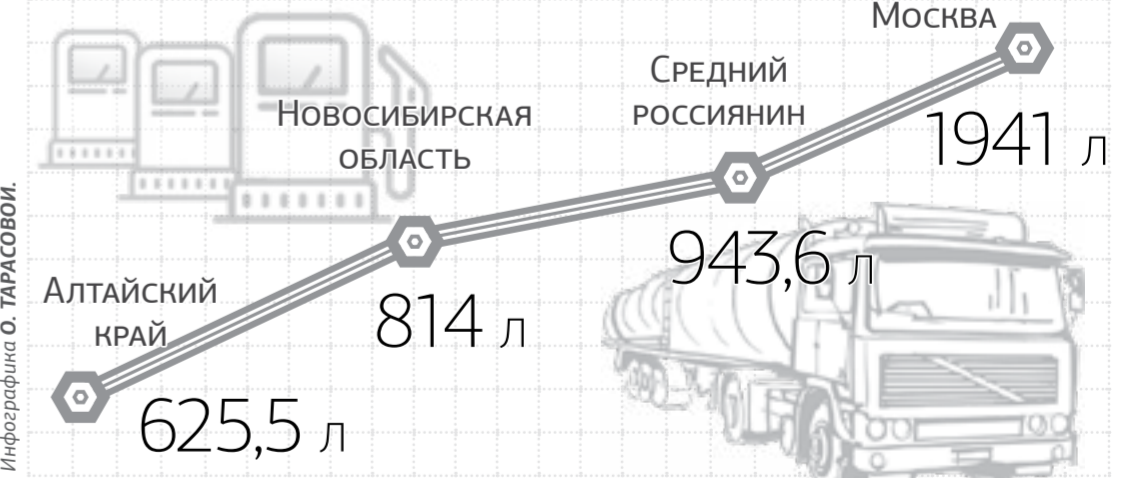 Москва
Средний
россиянин
Новосибирская
область
1941 л
943,6 л
Алтайский
край
814 л
625,5 л
Инфографика О. ТАРАСОВОЙ.